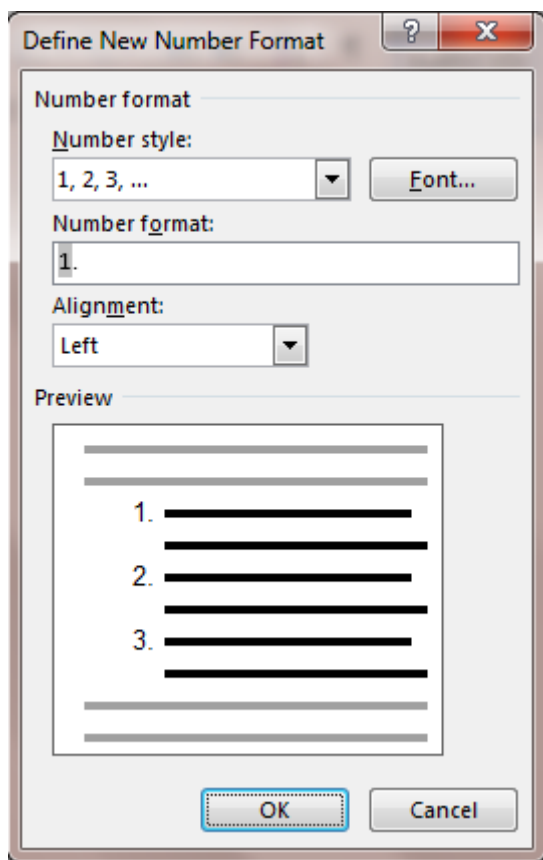 Define New Number Format
Number format
Number style:
1, 2, 3, ... Font...
Number format:
1.
Alignment:
Left
Preview
1.
2.
3.
OK Cancel